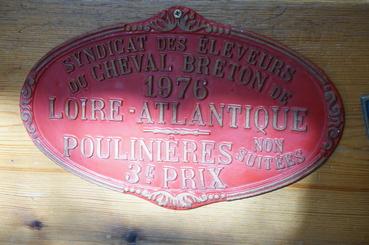 SYNDICAT DES ÉLEVEURS
DU CHEVAL BRETON DE
1976
LOIRE-ATLANTIQUE
POULINIÈRES NON SUITÉES
3E PRIX